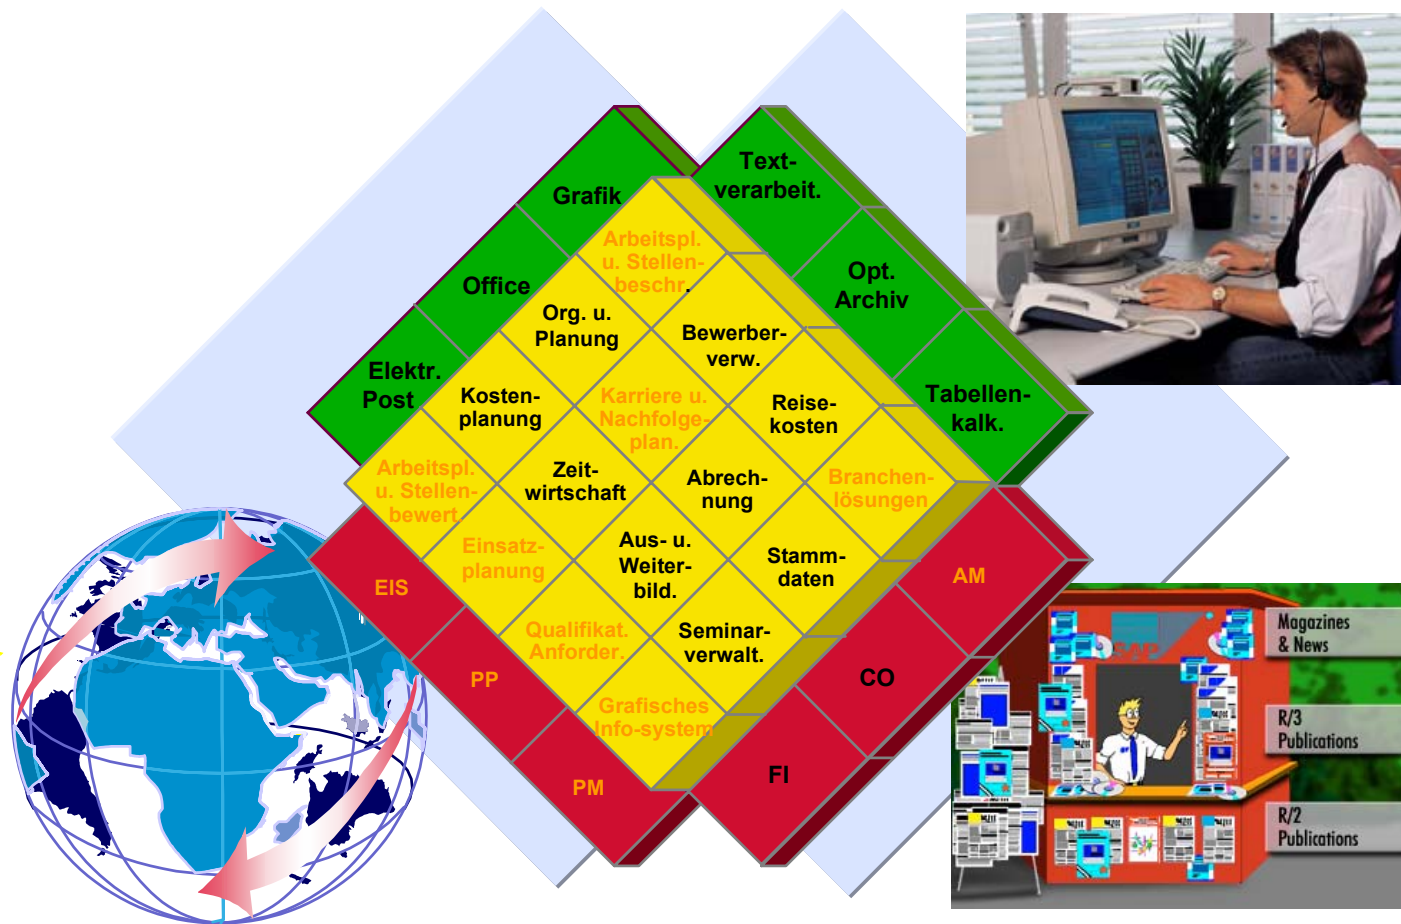 Grafik
Office
Elektr.
Post
Text-
verarbeit.
Opt.
Archiv
Tabellen-
kalk.
Arbeitspl.
u. Stellen-
beschr.
Org. u.
Planung
Bewerber-
verw.
Kosten-
planung
Karriere u.
Nachfolge-
plan.
Reise-
kosten
Arbeitspl.
u. Stellen-
bewert.
Zeit-
wirtschaft
Abrech-
nung
Branchen-
lösungen
Einsatz-
planung
Aus- u.
Weiter-
bild.
Stamm-
daten
Qualifikat.
Anforder.
Seminar-
verwalt.
Grafisches
Info-system
EIS
PP
PM
AM
CO
FI
SAP
Magazines
& News
R/3
Publications
R/2
Publications